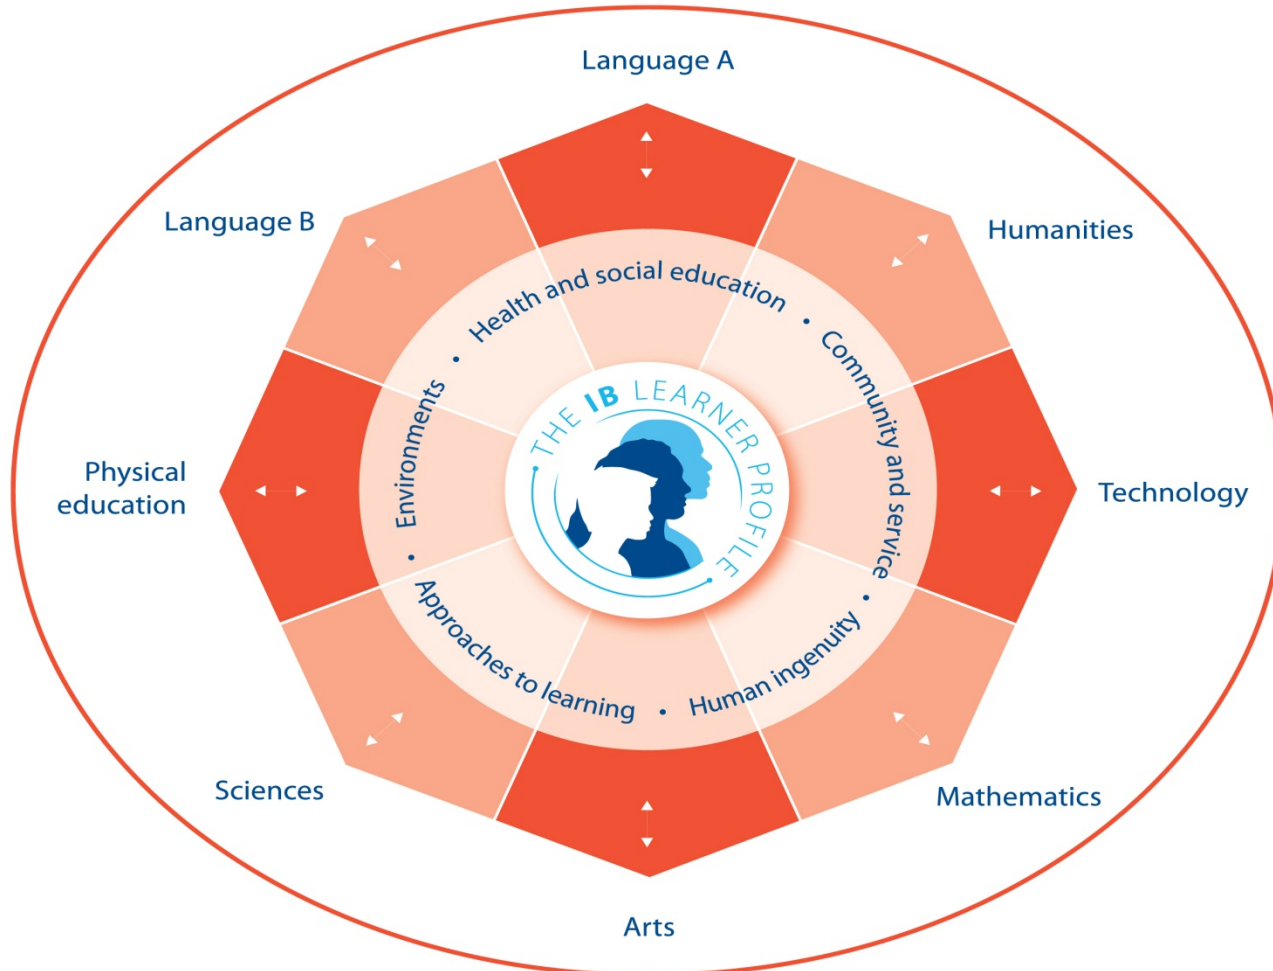 Language A
Language B
Humanities
Health and social education
•
Community and service
•
Environments
•
THE IB LEARNER PROFILE
Physical
education
Technology
Approaches to learning
•
Human ingenuity
•
Sciences
Mathematics
Arts